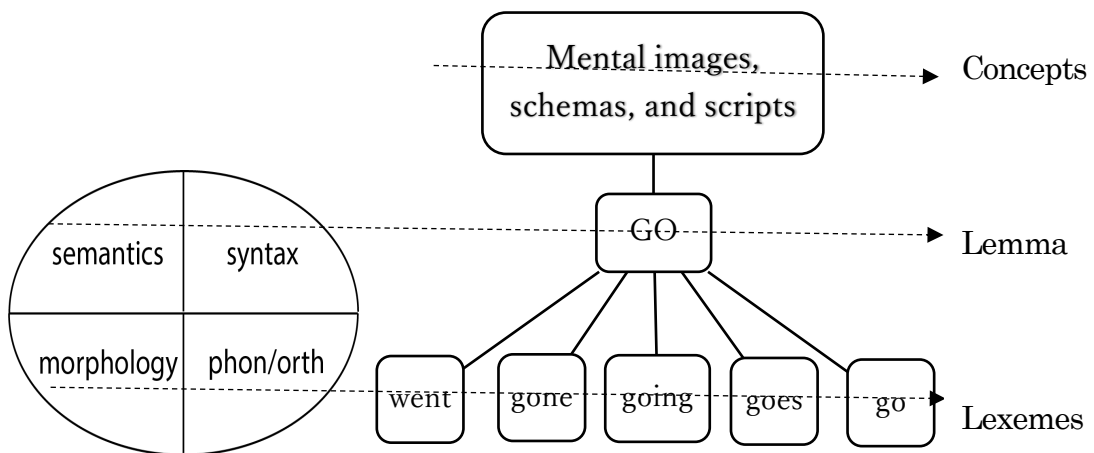 Mental images,
schemas, and scripts
Concepts
semantics
syntax
GO
Lemma
morphology
phon/orth
went
gone
going
goes
go
Lexemes